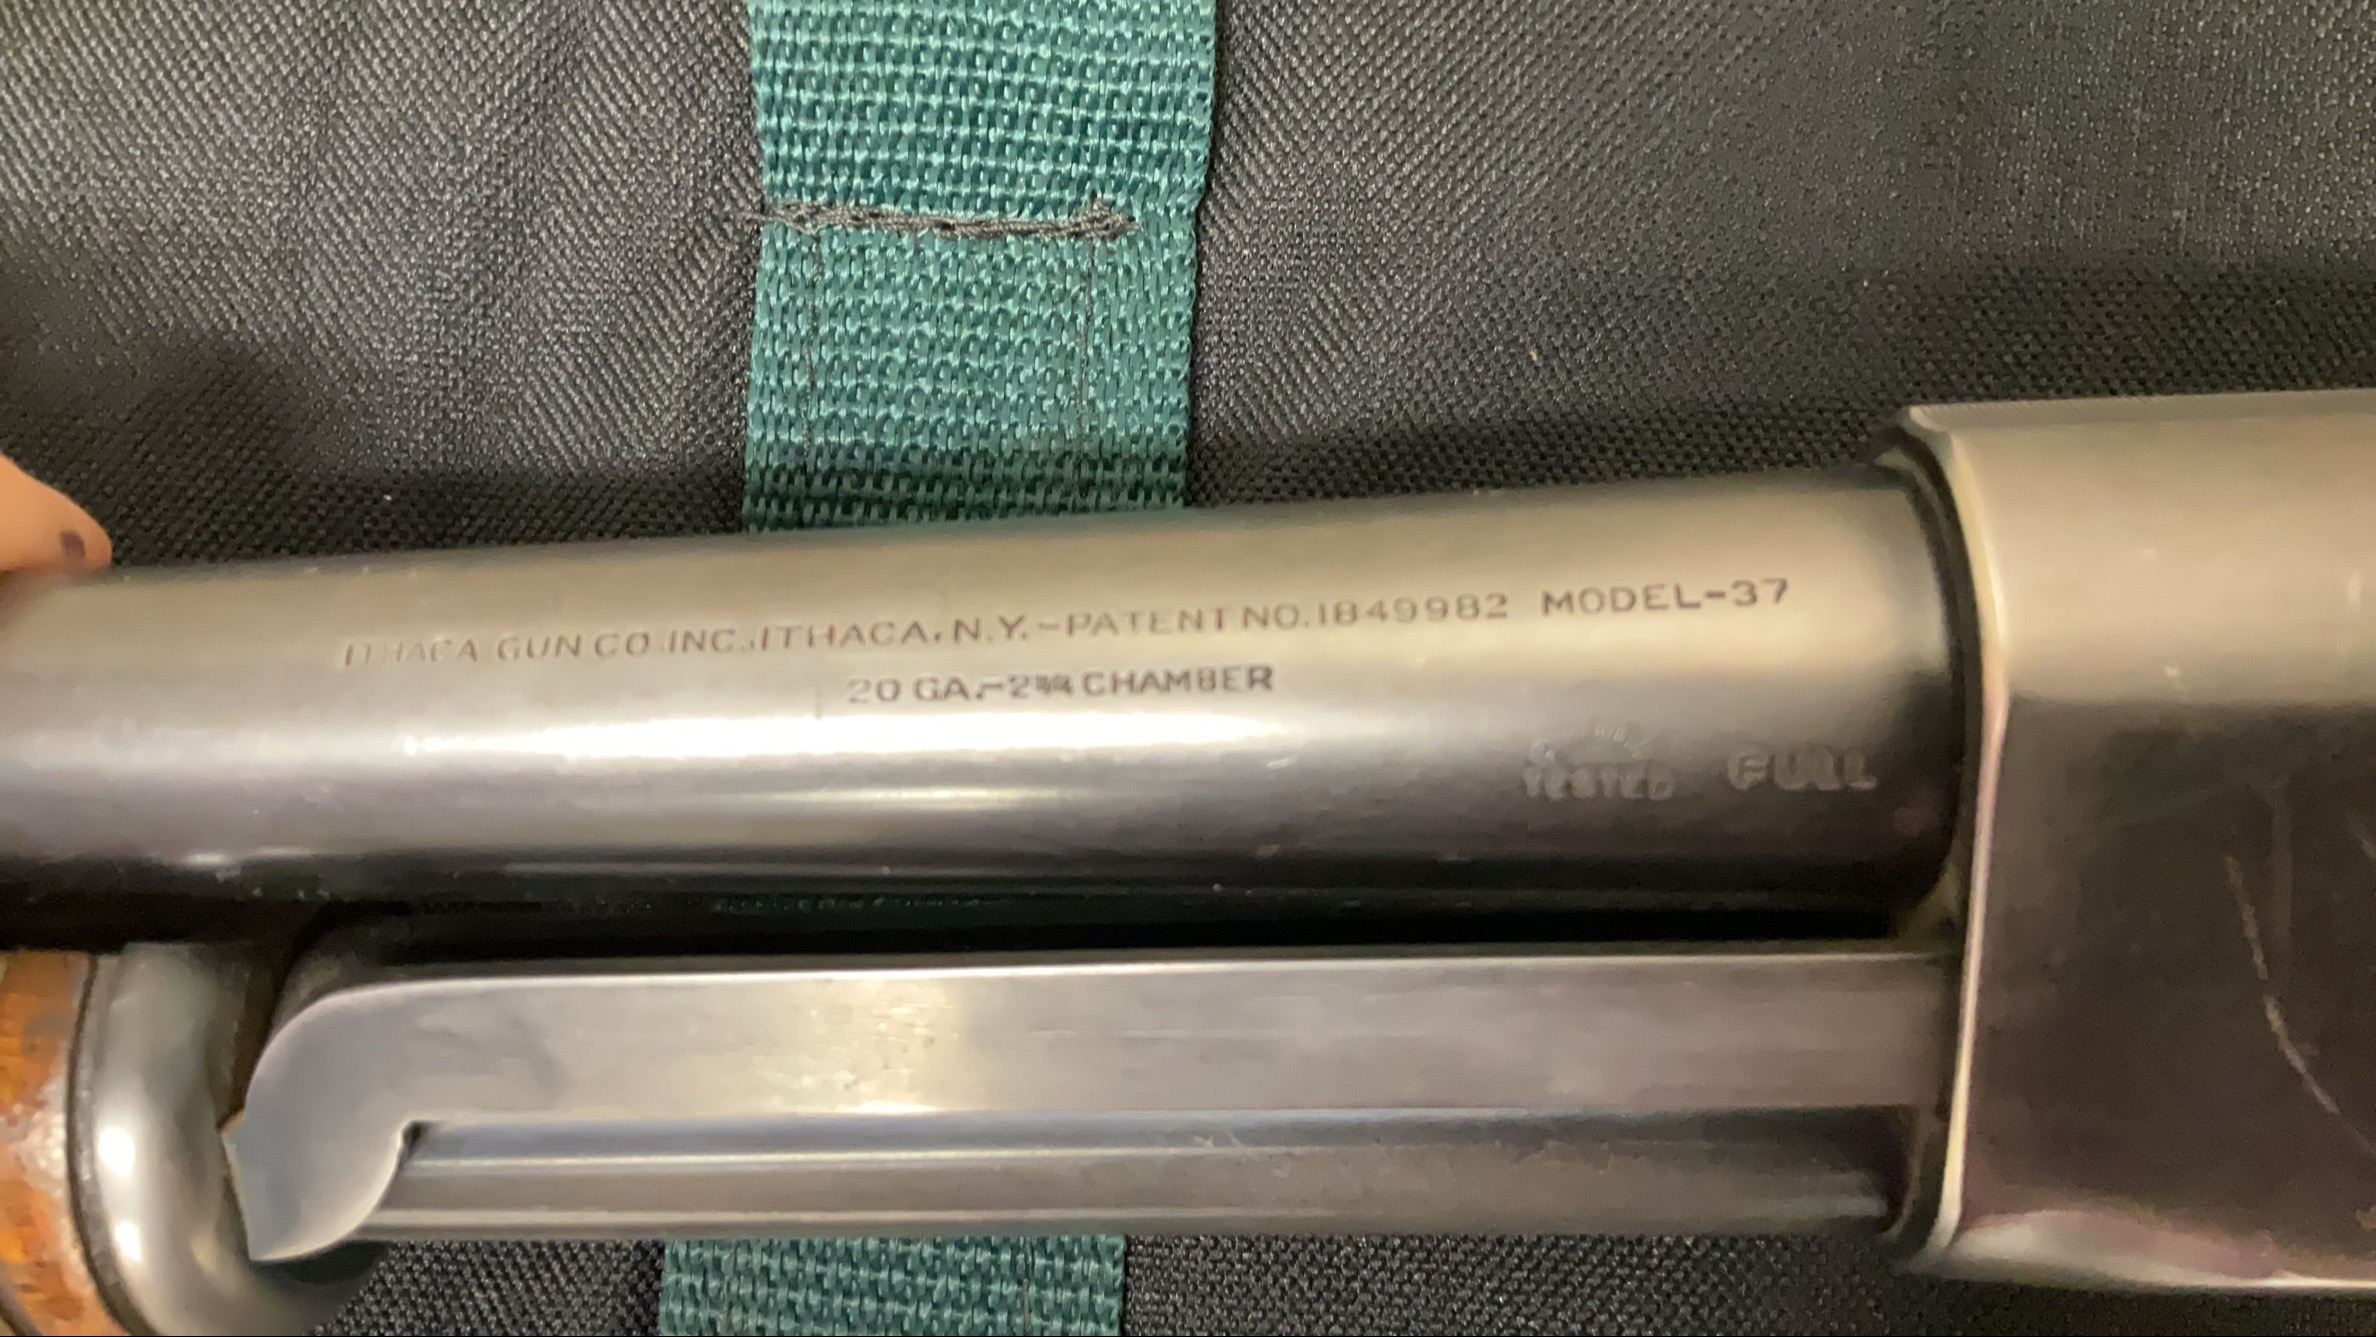 ITHACA GUN CO.INC.,ITHACA,N.Y.-PATENT NO.1849982 MODEL-37
20 GA.-2¾ CHAMBER
TESTED FULL